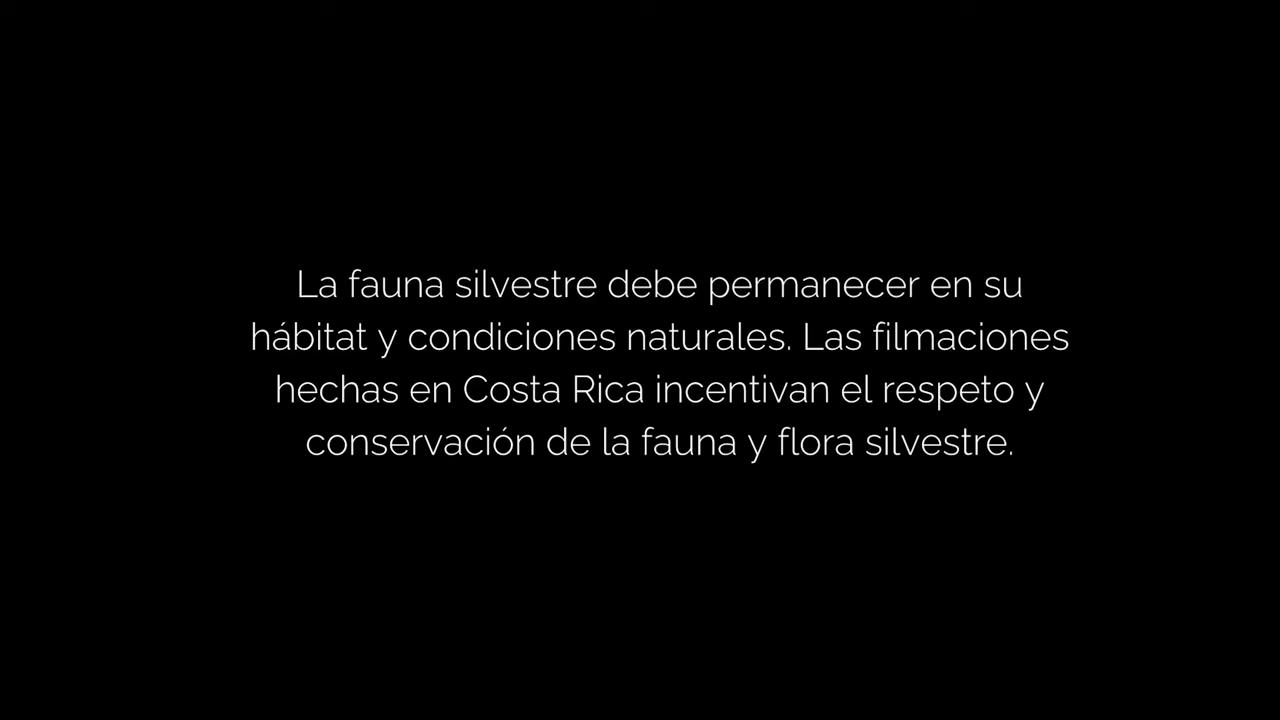 La fauna silvestre debe permanecer en su
hábitat y condiciones naturales. Las filmaciones
hechas en Costa Rica incentivan el respeto y
conservación de la fauna y flora silvestre.